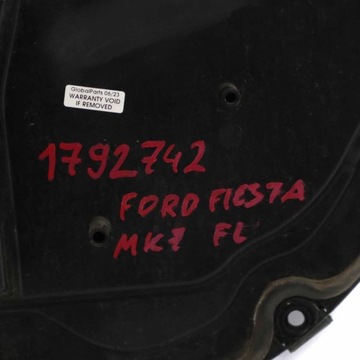 GlobalParts 06/23
WARRANTY VOID
IF REMOVED
1792742
FORD FIESTA
MK7 FL